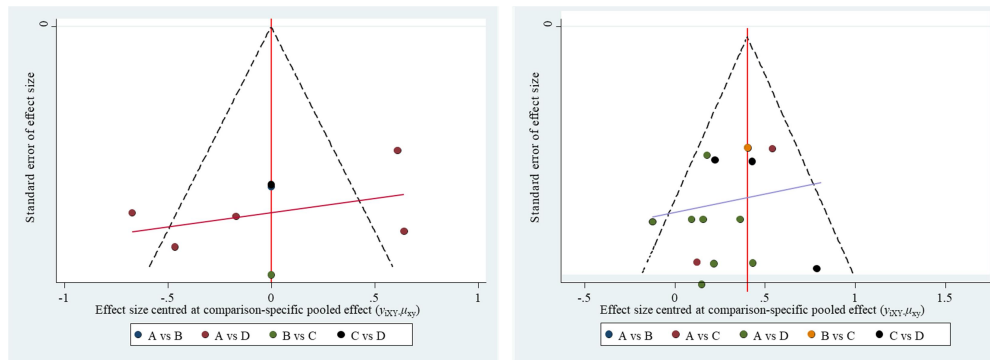 Standard error of effect size
0
-1
-.5
0
.5
1
Effect size centred at comparison-specific pooled effect (yiXY-μxy)
A vs B
A vs D
B vs C
C vs D
Standard error of effect size
0
-.5
0
.5
1
1.5
Effect size centred at comparison-specific pooled effect (yiXY-μxy)
A vs B
A vs C
A vs D
B vs C
C vs D